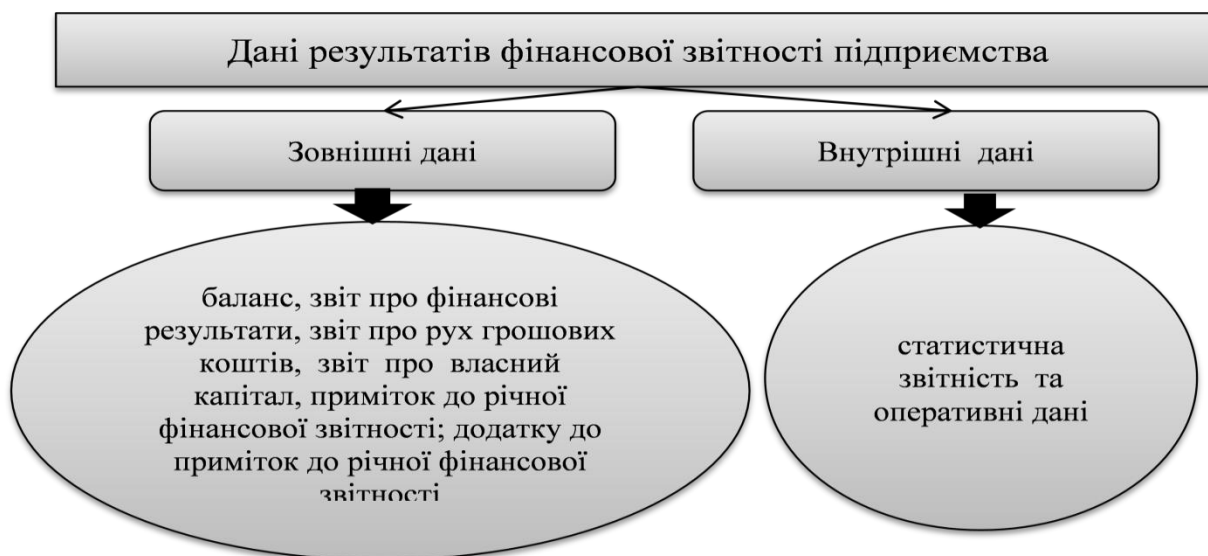 Дані результатів фінансової звітності підприємства
Зовнішні дані
Внутрішні дані
баланс, звіт про фінансові
результати, звіт про рух грошових
коштів, звіт про власний
капітал, приміток до річної
фінансової звітності; додатку до
приміток до річної фінансової
звітності
статистична
звітність та
оперативні дані